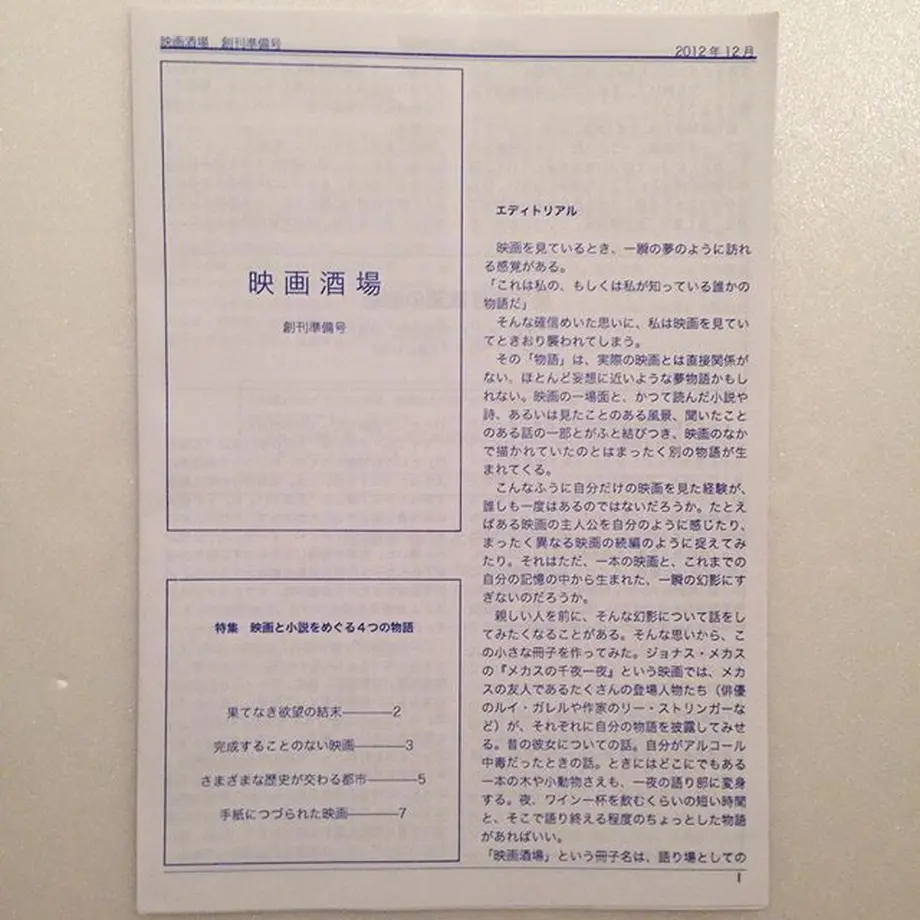 映画酒場　創刊準備号
2012年12月
映画酒場
創刊準備号
特集　映画と小説をめぐる４つの物語
果てなき欲望の結末――――2
完成することのない映画――――3
さまざまな歴史が交わる都市――――5
手紙につづられた映画――――7
エディトリアル
映画を見ているとき、一瞬の夢のように訪れ
る感覚がある。
「これは私の、もしくは私が知っている誰かの
物語だ」
そんな確信めいた思いに、私は映画を見てい
てときおり襲われてしまう。
その「物語」は、実際の映画とは直接関係が
ない、ほとんど妄想に近いような夢物語かもし
れない。映画の一場面と、かつて読んだ小説や
詩、あるいは見たことのある風景、聞いたこと
のある話の一部とがふと結びつき、映画のなか
で描かれていたのとはまったく別の物語が生
まれてくる。
こんなふうに自分だけの映画を見た経験が、
誰しも一度はあるのではないだろうか。たとえ
ばある映画の主人公を自分のように感じたり、
まったく異なる映画の続編のように捉えてみ
たり。それはただ、一本の映画と、これまでの
自分の記憶の中から生まれた、一瞬の幻影にす
ぎないのだろうか。
親しい人を前に、そんな幻影について話をし
てみたくなることがある。そんな思いから、こ
の小さな冊子を作ってみた。ジョナス・メカス
の『メカスの千夜一夜』という映画では、メカ
スの友人であるたくさんの登場人物たち（俳優
のルイ・ガレルや作家のリー・ストリンガーな
ど）が、それぞれに自分の物語を披露してみせ
る。昔の彼女についての話。自分がアルコール
中毒だったときの話。ときにはどこにでもある
一本の木や小動物さえも、一夜の語り部に変身
する。夜、ワイン一杯を飲むくらいの短い時間
と、そこで語り終える程度のちょっとした物語
があればいい。
「映画酒場」という冊子名は、語り場としての
1